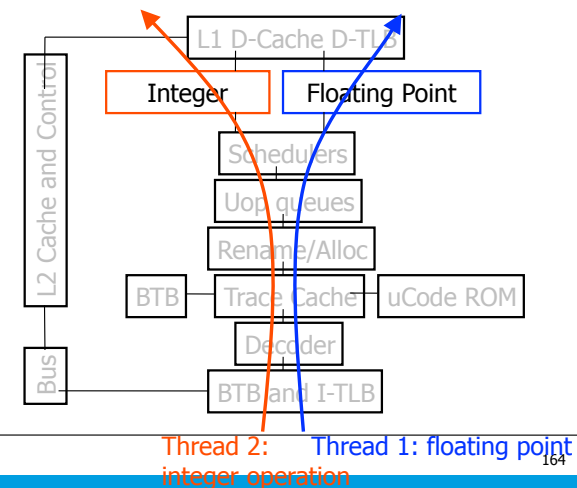 L1 D-Cache D-TLB
Integer
Floating Point
L2 Cache and Control
Schedulers
Uop queues
Rename/Alloc
BTB
Trace Cache
uCode ROM
Decoder
Bus
BTB and I-TLB
Thread 2:
integer operation
Thread 1: floating point
164